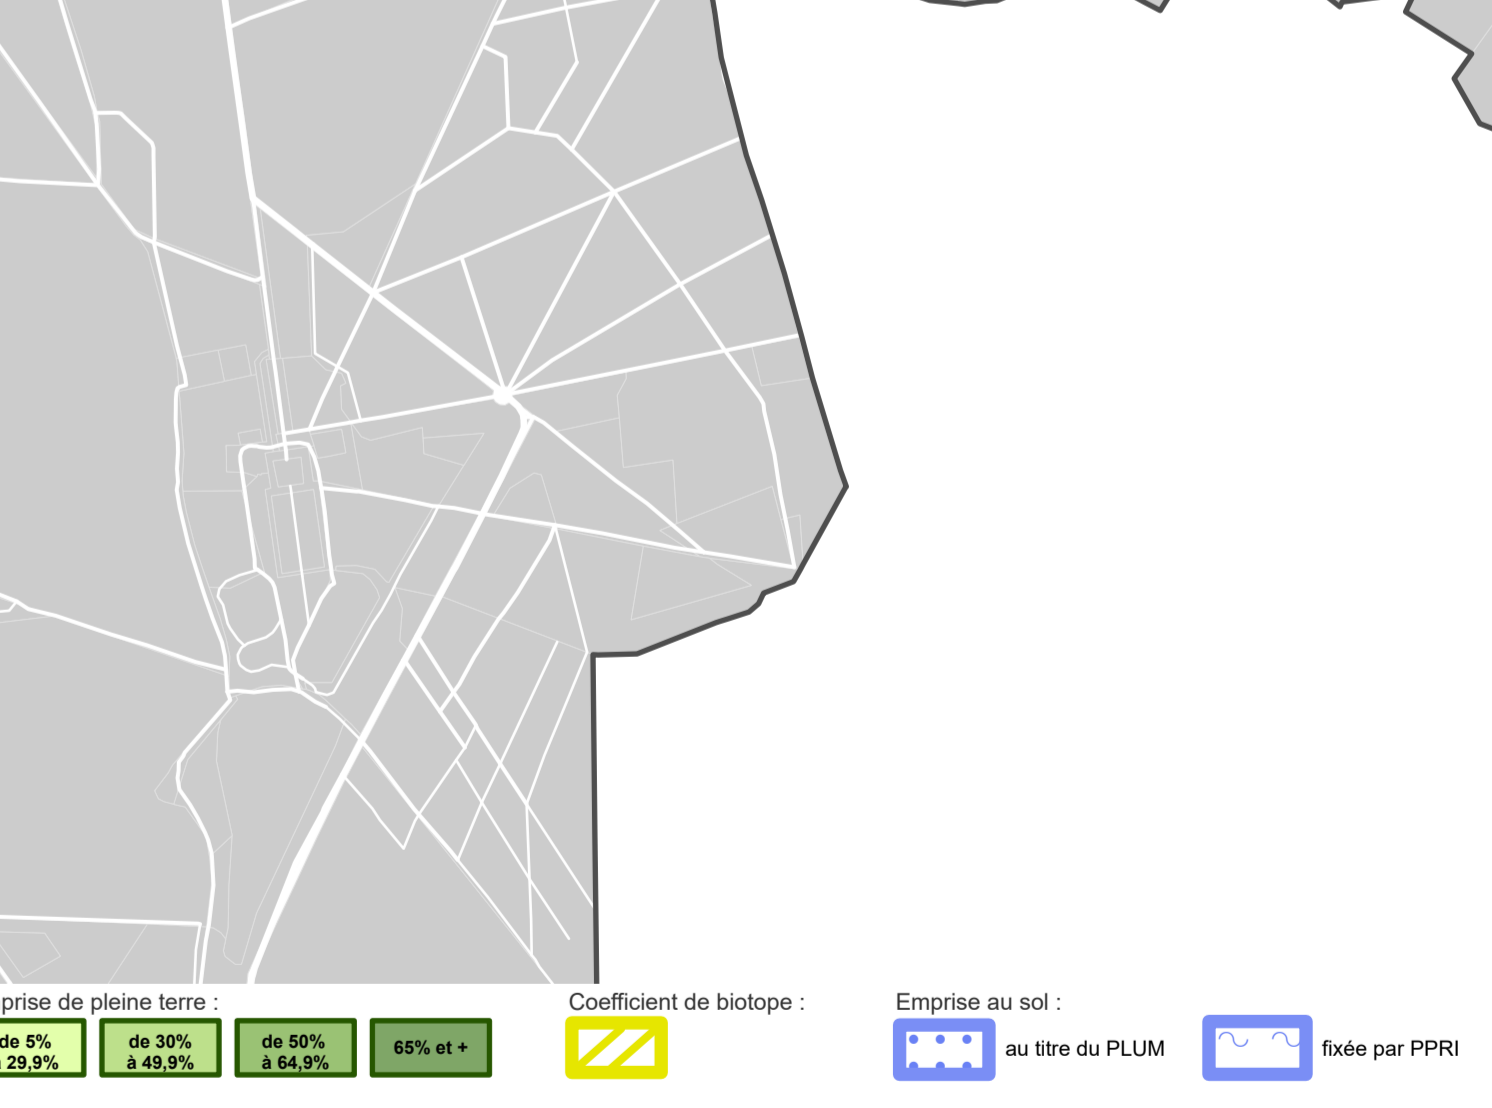 prise de pleine terre :
Coefficient de biotope :
Emprise au sol :
de 5%
à 29,9%
de 30%
à 49,9%
de 50%
à 64,9%
65% et +
au titre du PLUM
fixée par PPRI